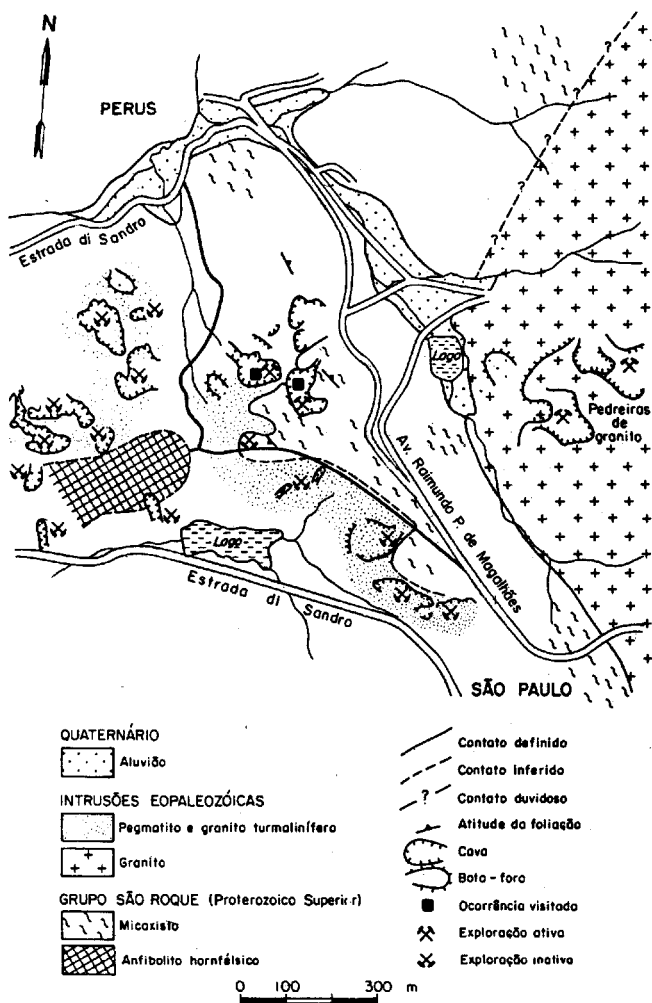 N
PERUS
Estrada di Sandro
Lago
Pedreiras
de
granito
Av. Raimundo P. de Magalhães
Lago
Estrada di Sandro
SÃO PAULO
QUATERNÁRIO
Aluvião
INTRUSÕES EOPALEOZÓICAS
Pegmatito e granito turmalinífero
Granito
GRUPO SÃO ROQUE (Proterozoico Superior)
Micaxisto
Anfibolito hornfélsico
Contato definido
Contato inferido
? Contato duvidoso
Atitude da foliação
Cava
Bota-fora
Ocorrência visitada
Exploração ativa
Exploração inativa
0 100 300 m
? ? ? ?